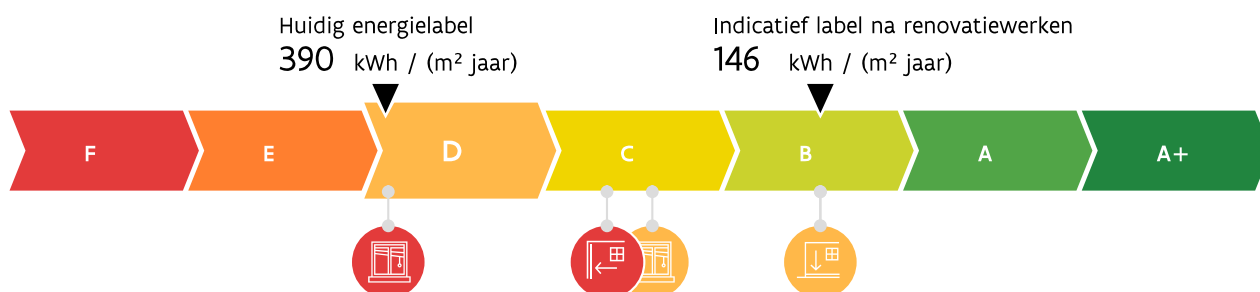 Huidig energielabel
390 kWh / (m² jaar)
Indicatief label na renovatiewerken
146 kWh / (m² jaar)
F E D C B A A+